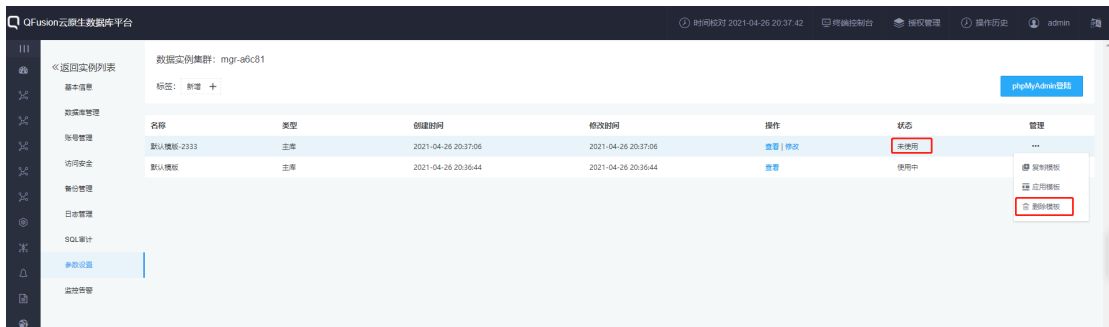 QFusion云原生数据库平台
时间校对 2021-04-26 20:37:42 终端控制台 授权管理 操作历史 admin
《返回实例列表
基本信息
数据库管理
账号管理
访问安全
备份管理
日志管理
SQL审计
参数设置
监控告警
数据实例集群: mgr-a6c81
标签: 新增 +
phpMyAdmin登陆
名称 类型 创建时间 修改时间 操作 状态 管理
默认模版-2333 主库 2021-04-26 20:37:06 2021-04-26 20:37:06 查看 | 修改 未使用 ...
默认模版 主库 2021-04-26 20:36:44 2021-04-26 20:36:44 查看 使用中
复制模板
应用模板
删除模板